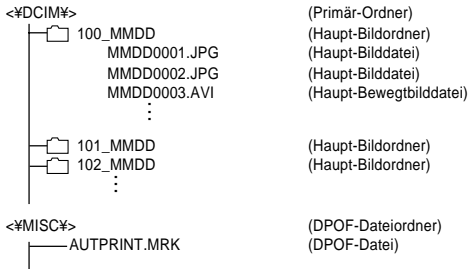 <¥DCIM¥> (Primär-Ordner)
100_MMDD (Haupt-Bildordner)
MMDD0001.JPG (Haupt-Bilddatei)
MMDD0002.JPG (Haupt-Bilddatei)
MMDD0003.AVI (Haupt-Bewegtbilddatei)
101_MMDD (Haupt-Bildordner)
102_MMDD (Haupt-Bildordner)
<¥MISC¥> (DPOF-Dateiordner)
AUTPRINT.MRK (DPOF-Datei)